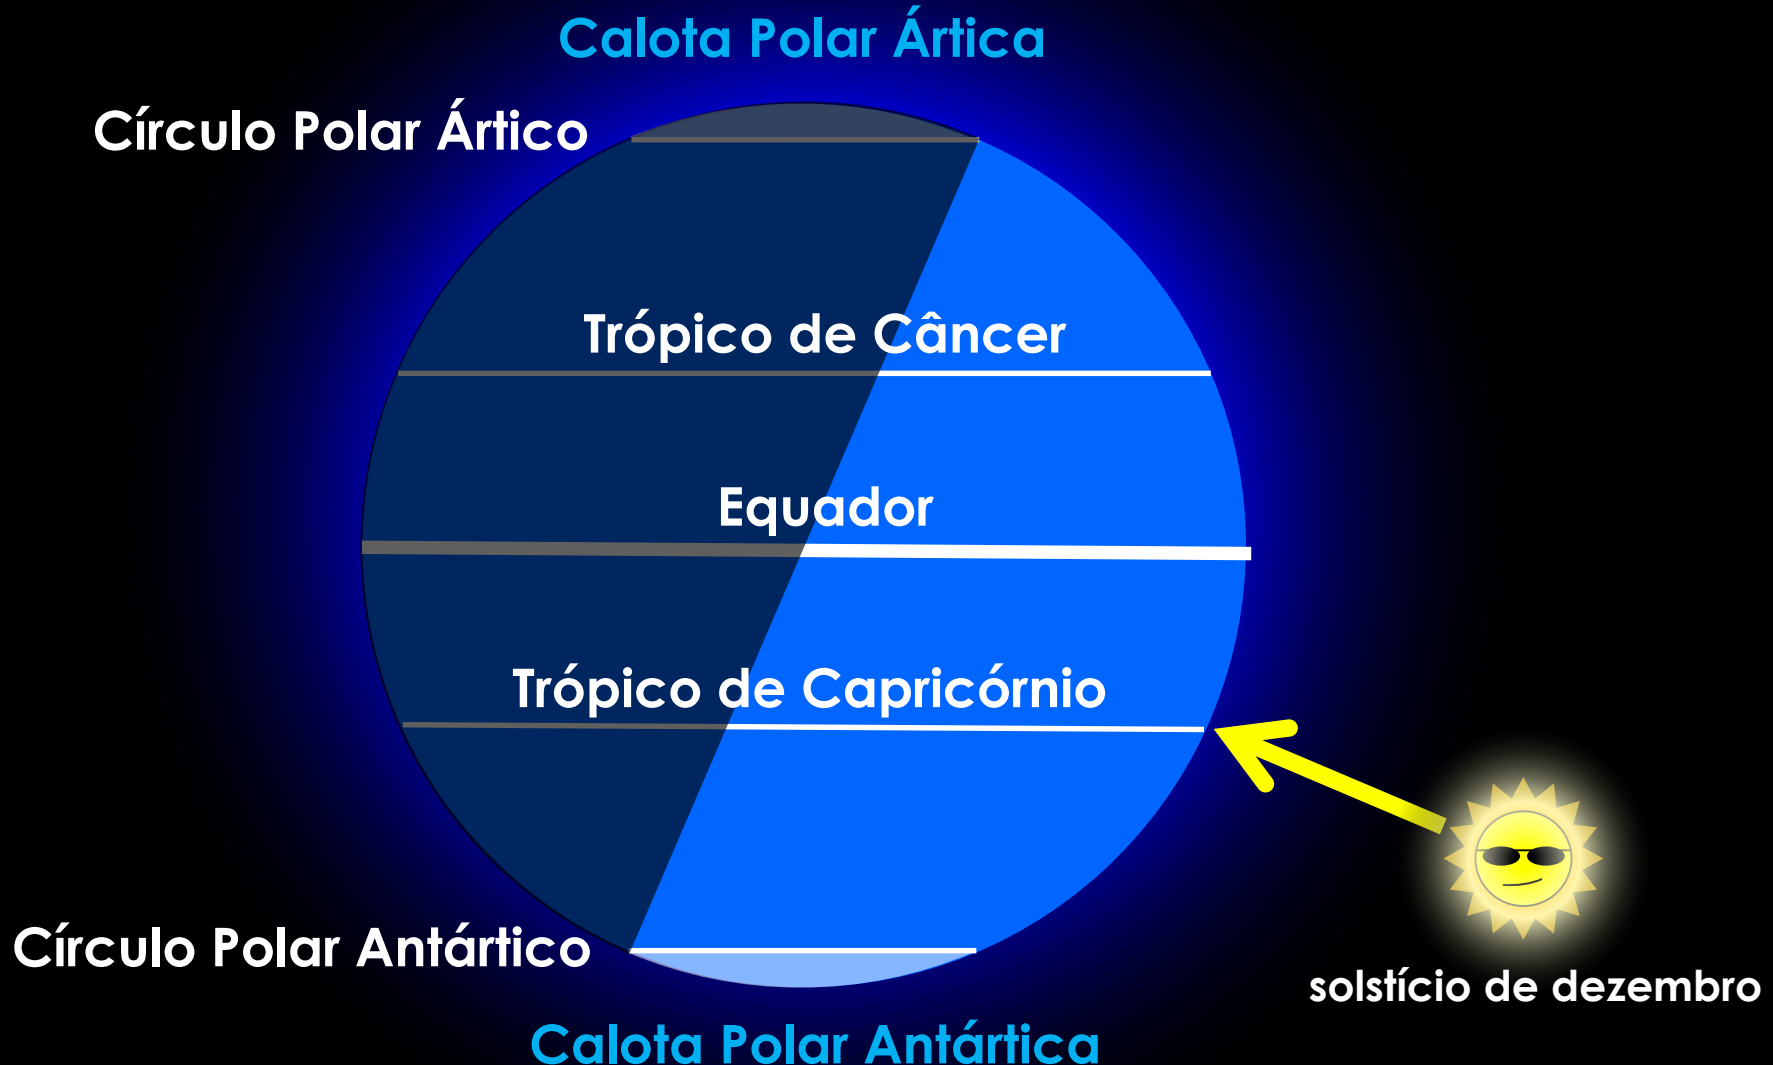 Calota Polar Ártica
Círculo Polar Ártico
Trópico de Câncer
Equador
Trópico de Capricórnio
Círculo Polar Antártico
solstício de dezembro
Calota Polar Antártica